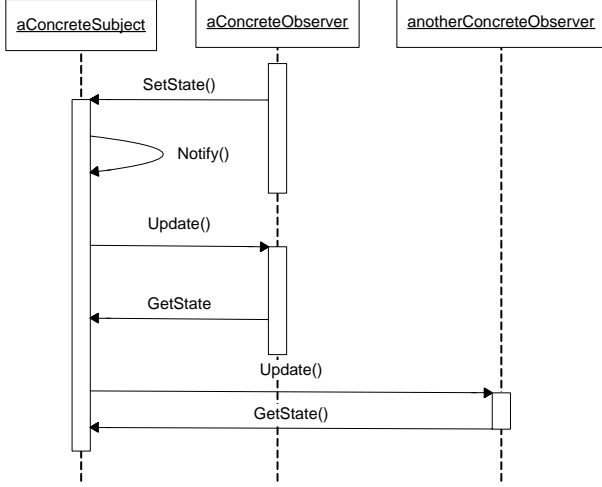 aConcreteSubject
aConcreteObserver
anotherConcreteObserver
SetState()
Notify()
Update()
GetState
Update()
GetState()